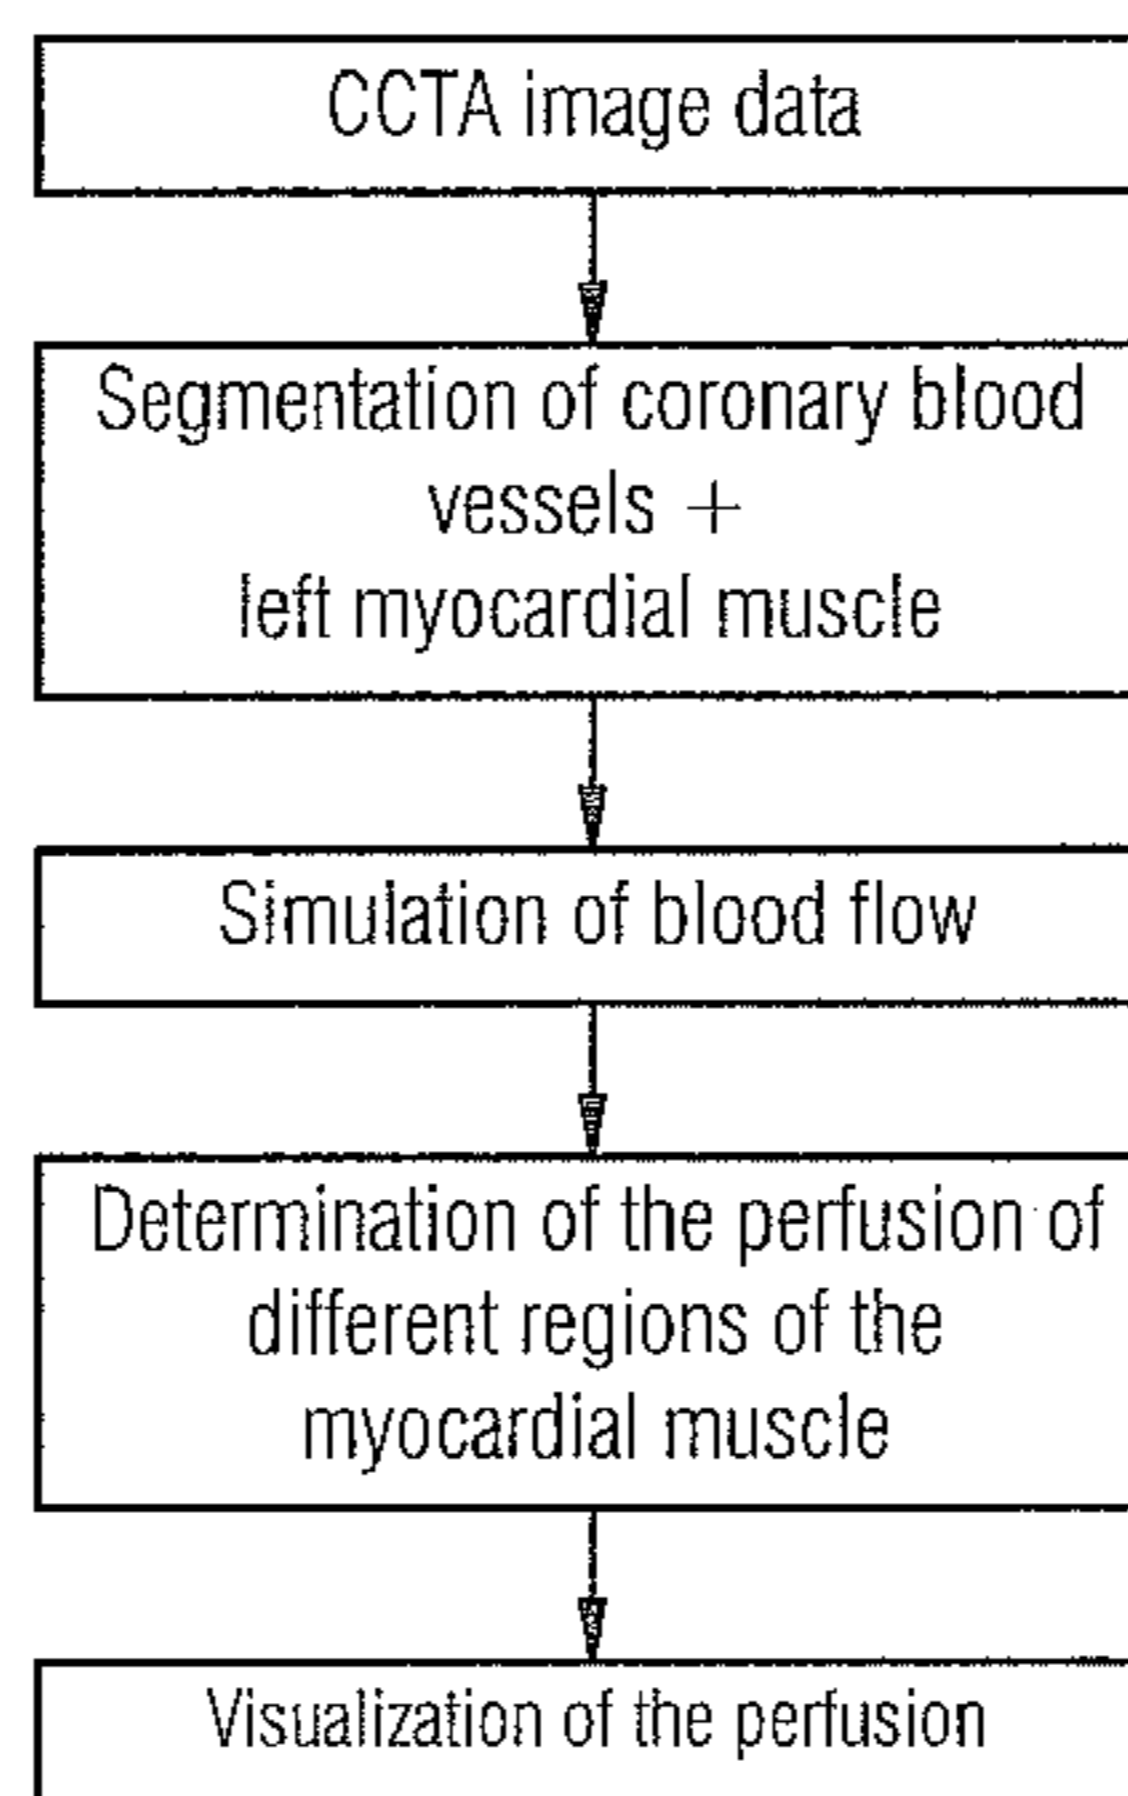 CCTA image data
Segmentation of coronary blood
vessels +
left myocardial muscle
Simulation of blood flow
Determination of the perfusion of
different regions of the
myocardial muscle
Visualization of the perfusion